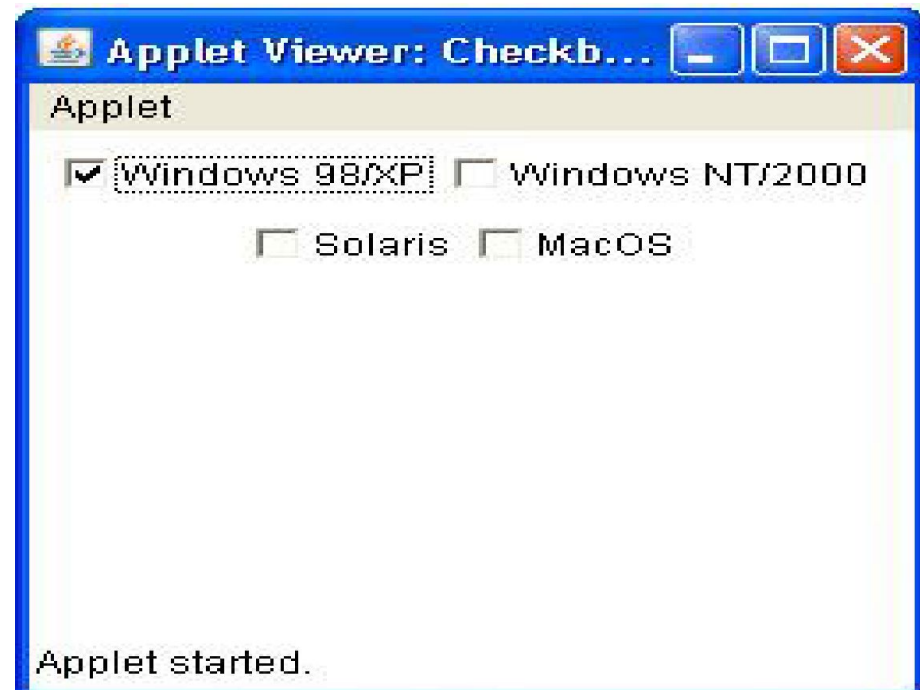 Applet Viewer: Checkb...
Applet
Windows 98/XP Windows NT/2000
Solaris MacOS
Applet started.